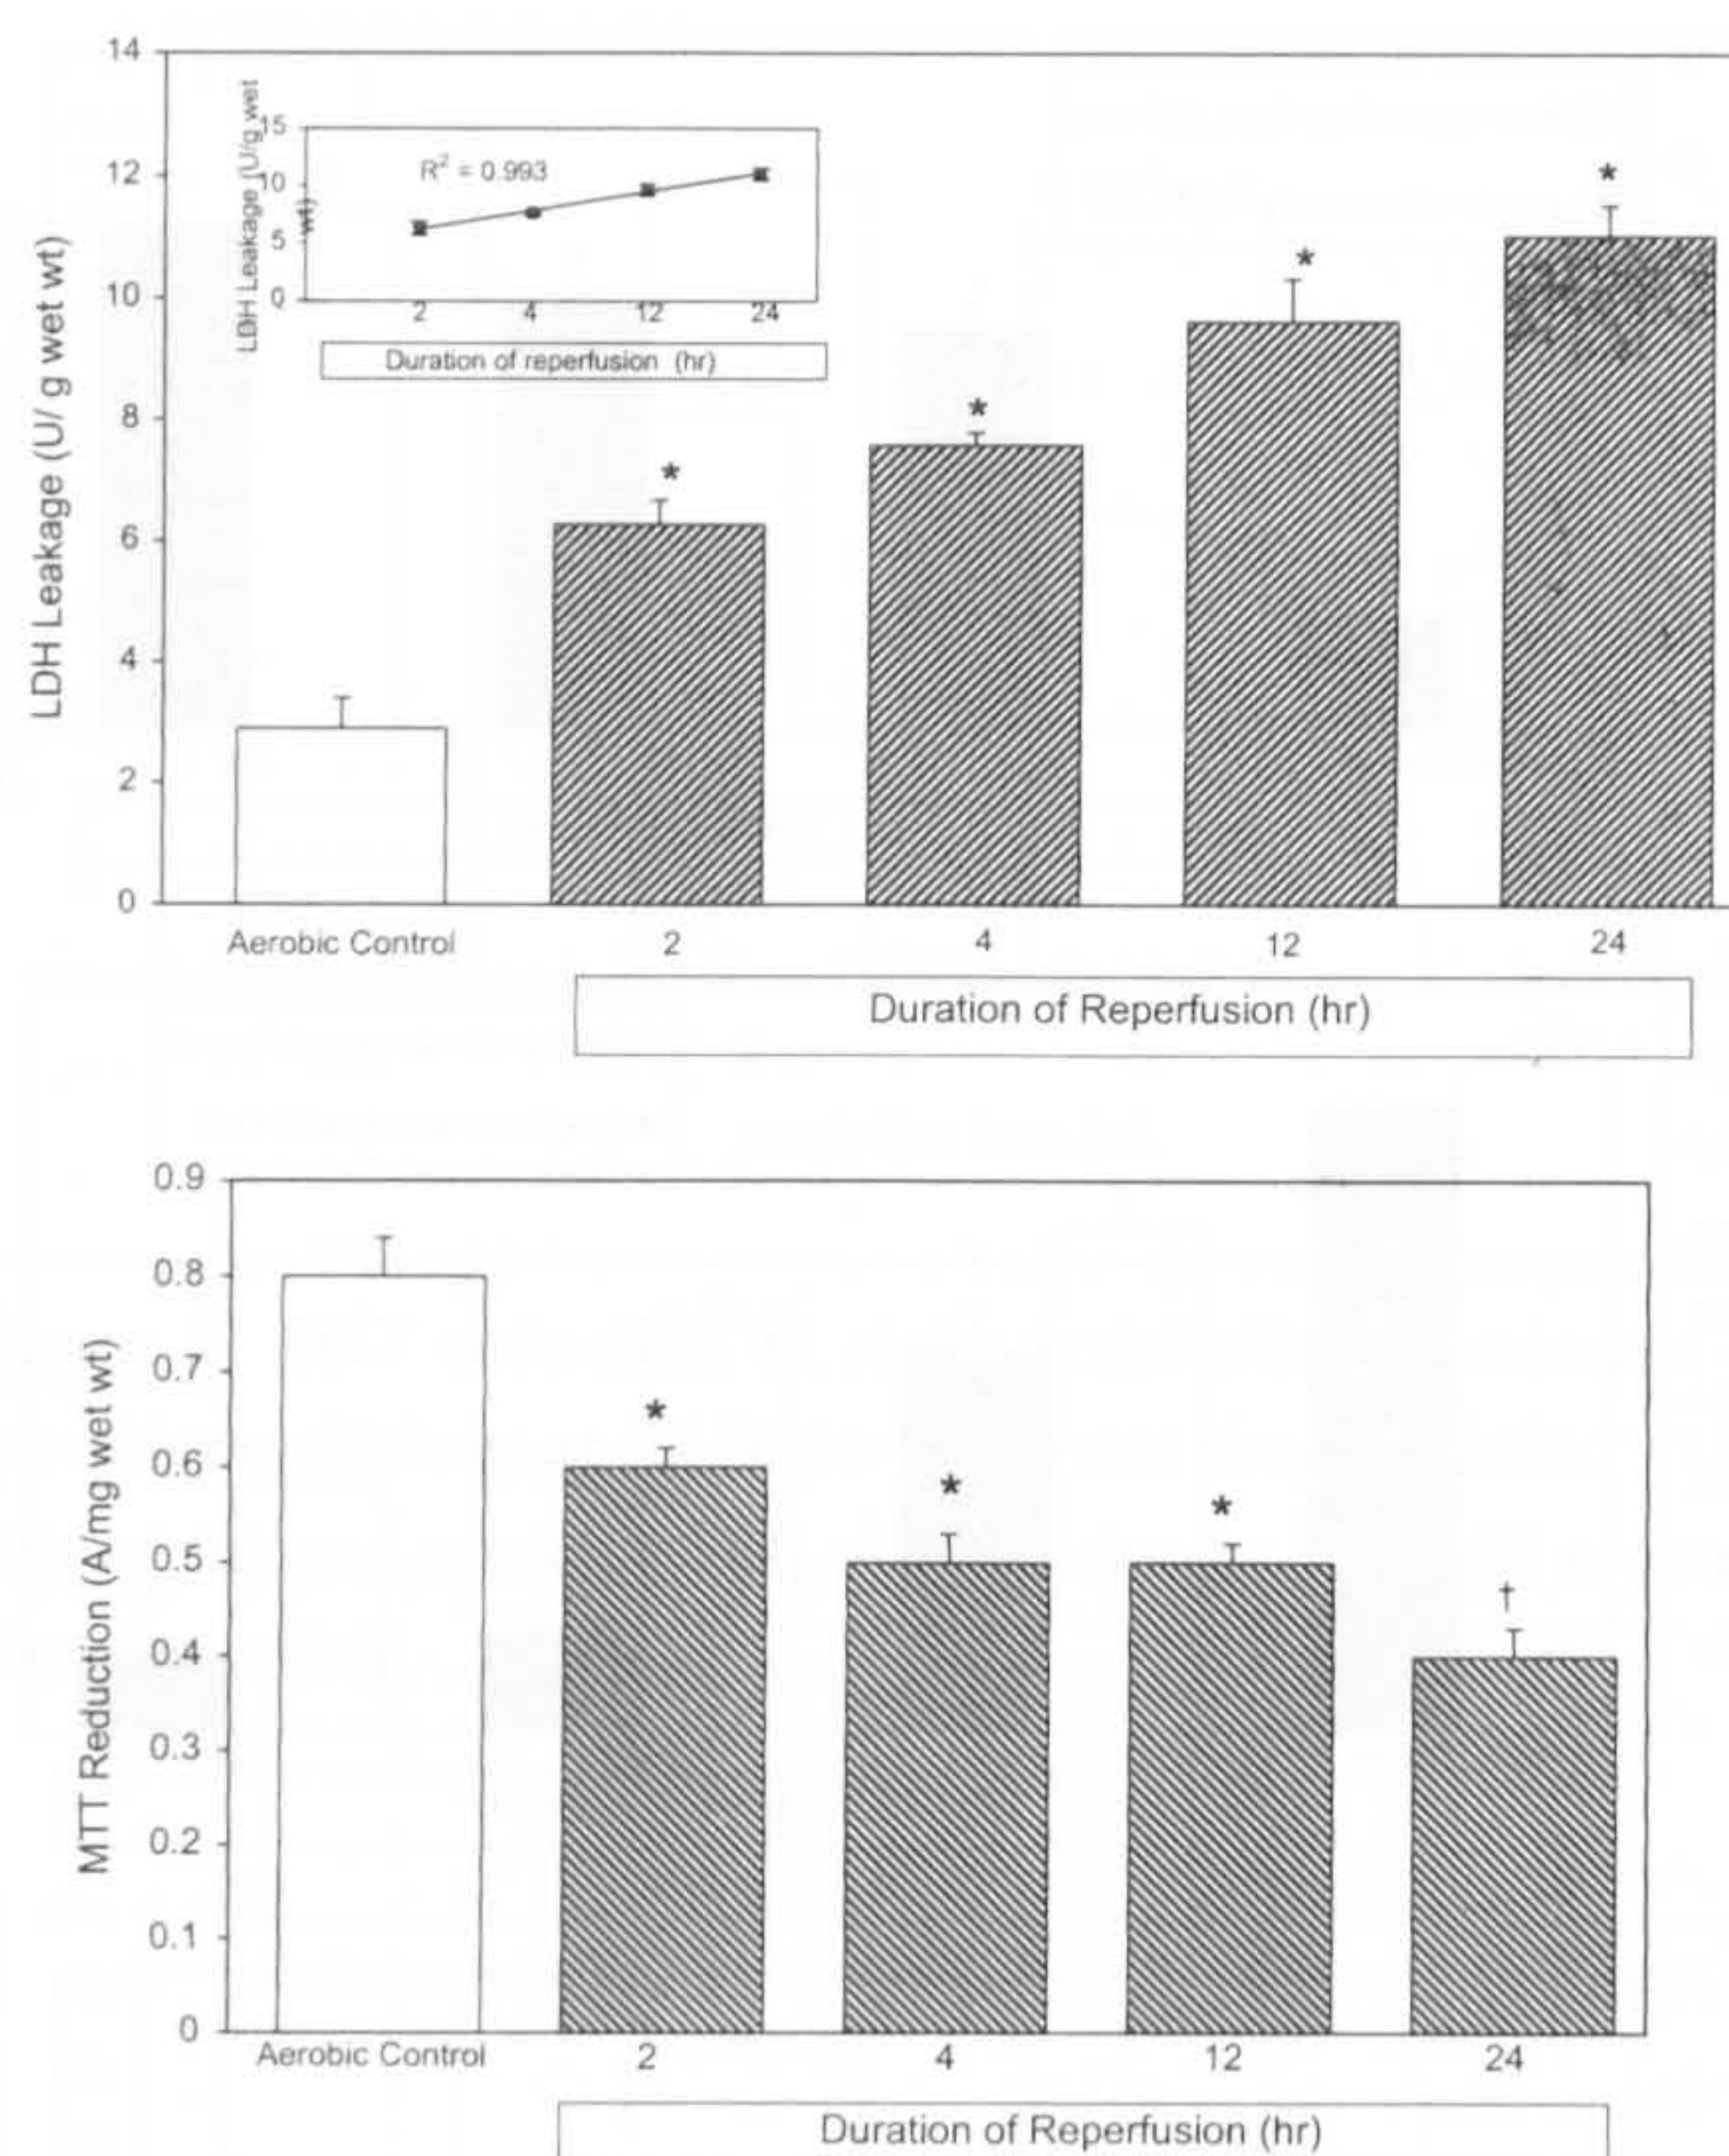 14
12
10
8
6
4
2
0
LDH Leakage (U/ g wet wt)
LDH Leakage (U/g wet
wt)
15
10
5
0
R² = 0.993
2 4 12 24
Duration of reperfusion (hr)
*
*
*
*
Aerobic Control 2 4 12 24
Duration of Reperfusion (hr)
0.9
0.8
0.7
0.6
0.5
0.4
0.3
0.2
0.1
0
MTT Reduction (A/mg wet wt)
*
*
*
†
Aerobic Control 2 4 12 24
Duration of Reperfusion (hr)